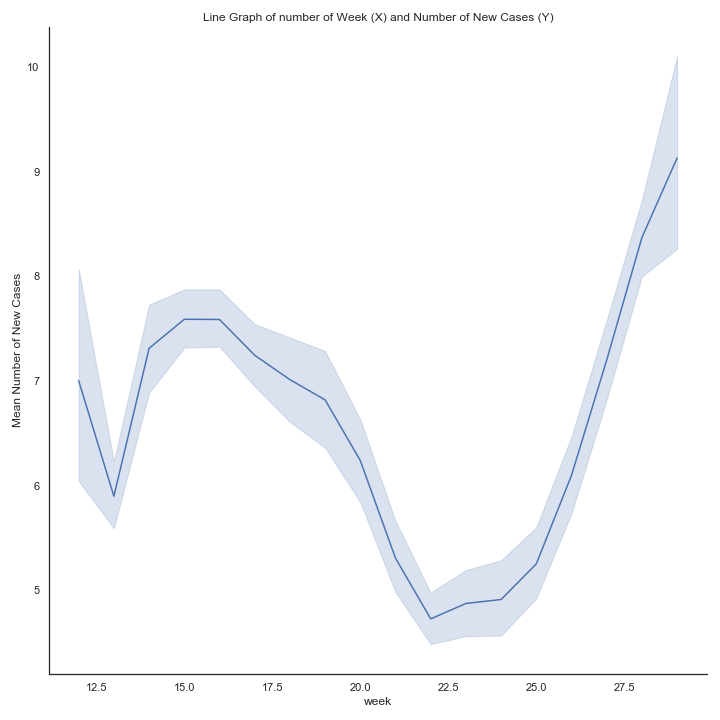 Line Graph of number of Week (X) and Number of New Cases (Y)
10
9
8
7
6
5
Mean Number of New Cases
12.5 15.0 17.5 20.0 22.5 25.0 27.5
week